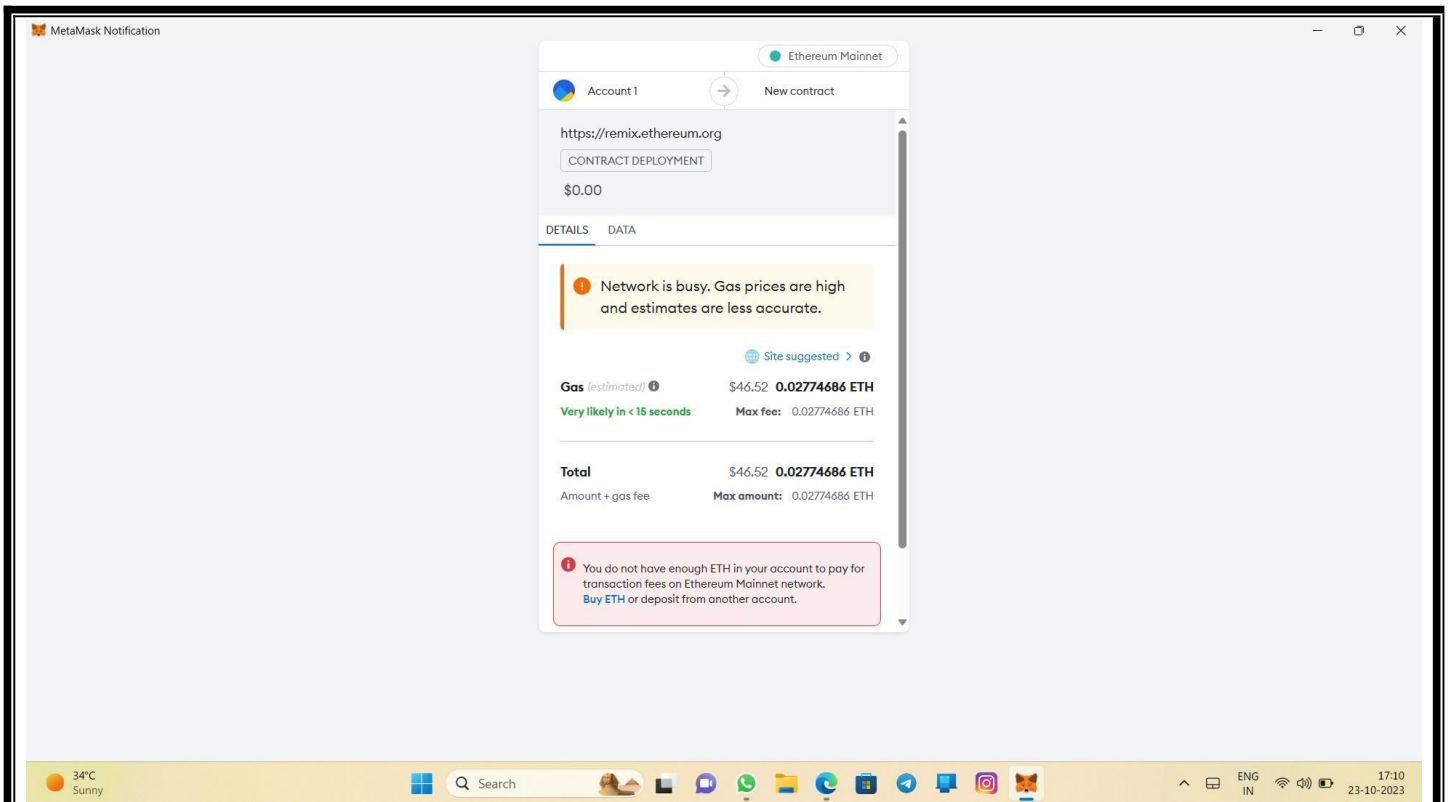 MetaMask Notification
Ethereum Mainnet
Account 1 New contract
https://remix.ethereum.org
CONTRACT DEPLOYMENT
$0.00
DETAILS DATA
Network is busy. Gas prices are high
and estimates are less accurate.
Site suggested >
Gas (estimated) $46.52 0.02774686 ETH
Very likely in < 15 seconds Max fee: 0.02774686 ETH
Total $46.52 0.02774686 ETH
Amount + gas fee Max amount: 0.02774686 ETH
You do not have enough ETH in your account to pay for
transaction fees on Ethereum Mainnet network.
Buy ETH or deposit from another account.
34°C
Sunny
Search
ENG
IN
17:10
23-10-2023